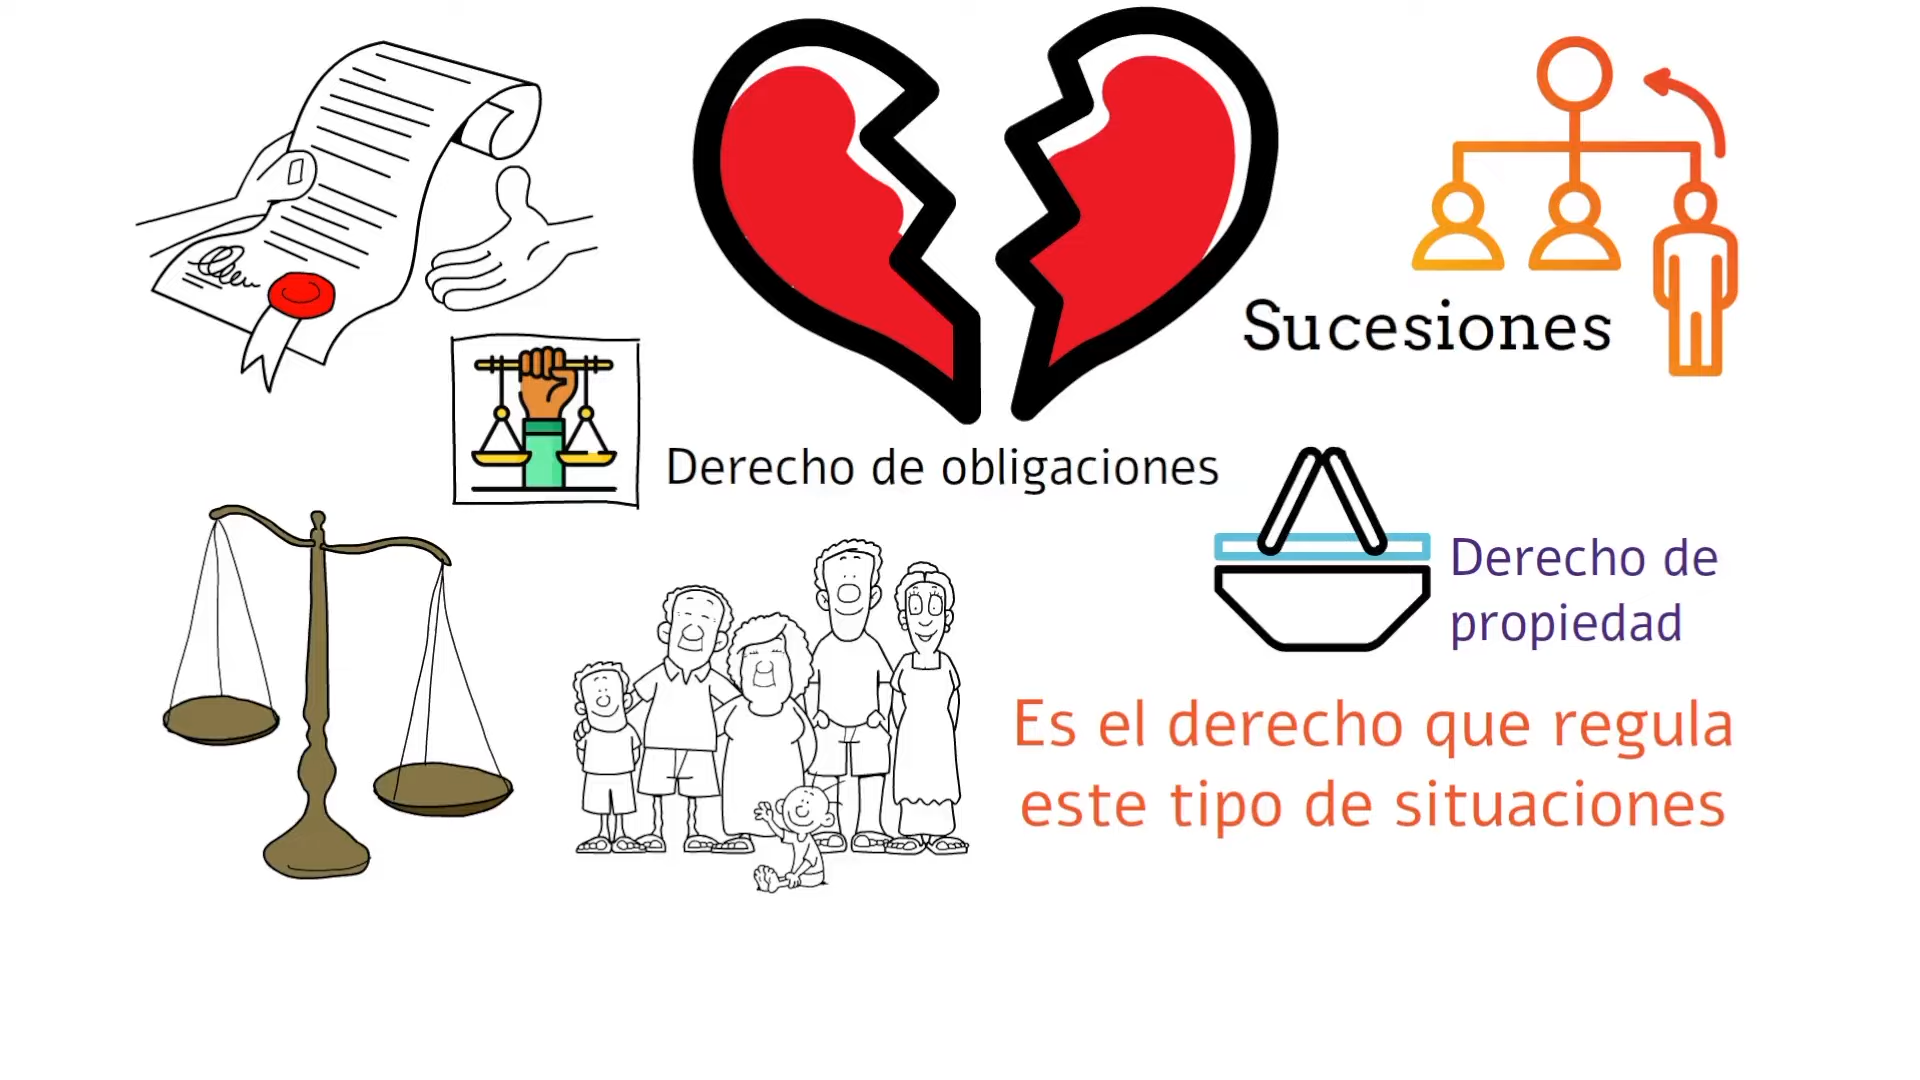 Sucesiones
Derecho de obligaciones
Derecho de
propiedad
Es el derecho que regula
este tipo de situaciones